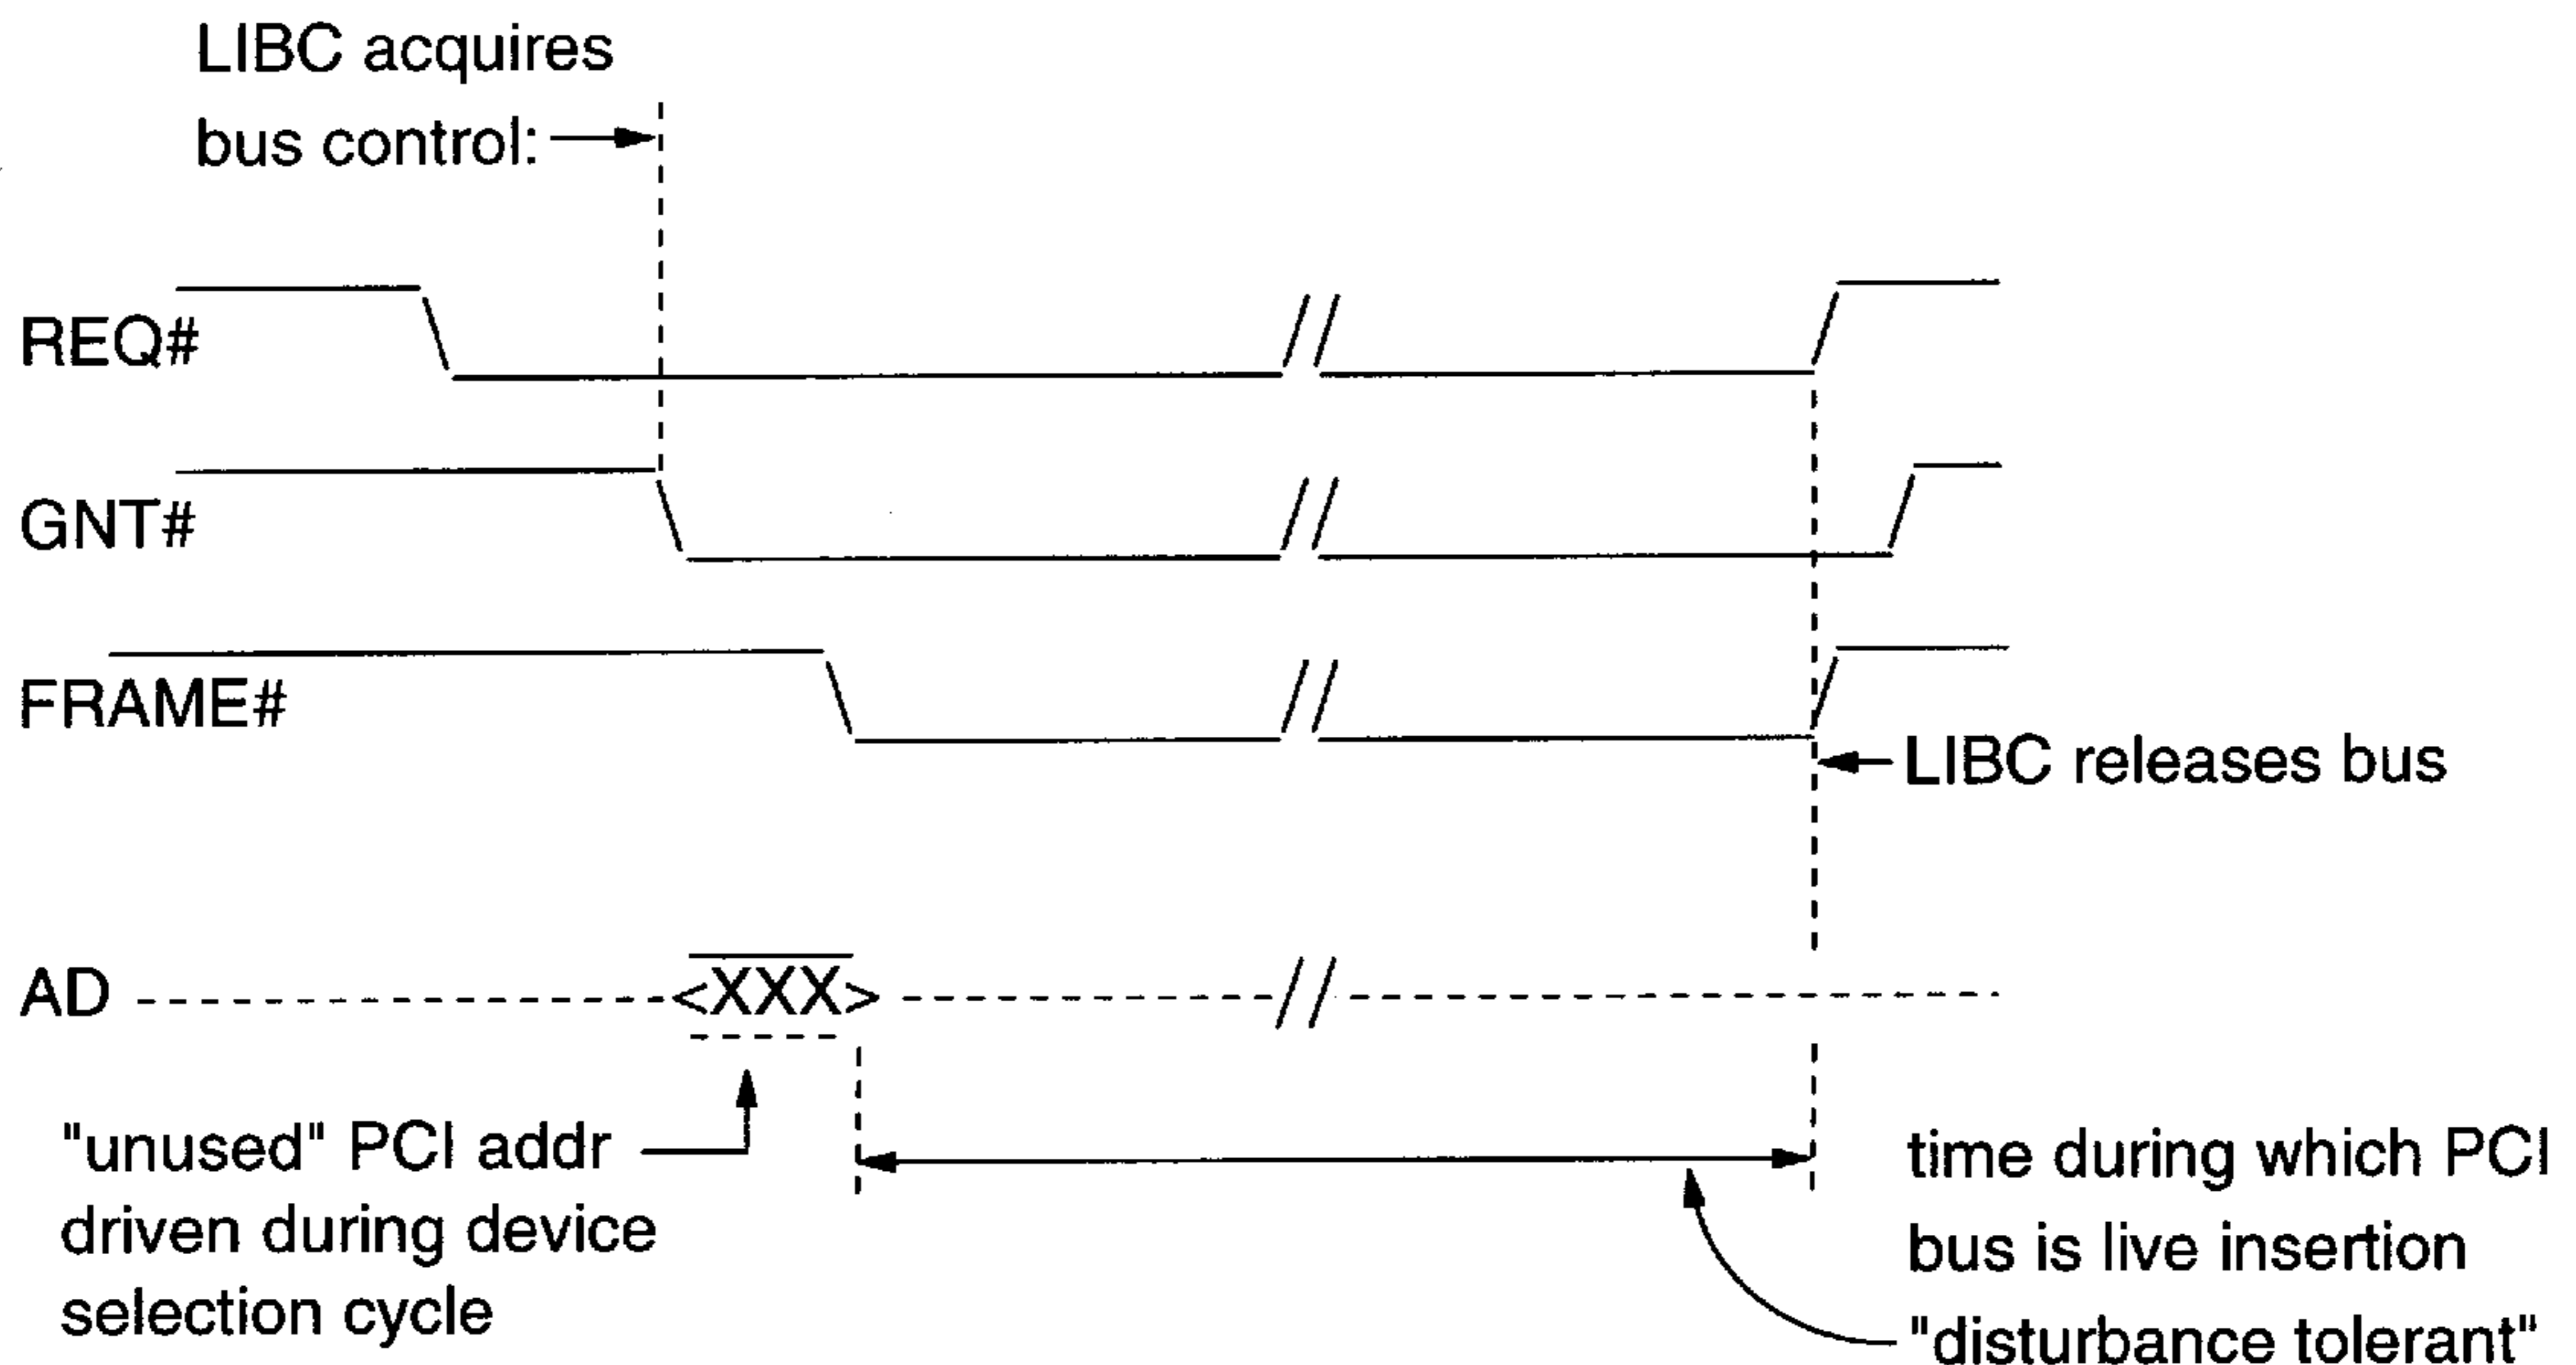 LIBC acquires
bus control:
REQ#
GNT#
FRAME#
LIBC releases bus
AD
<XXX>
"unused" PCI addr
driven during device
selection cycle
time during which PCI
bus is live insertion
"disturbance tolerant"